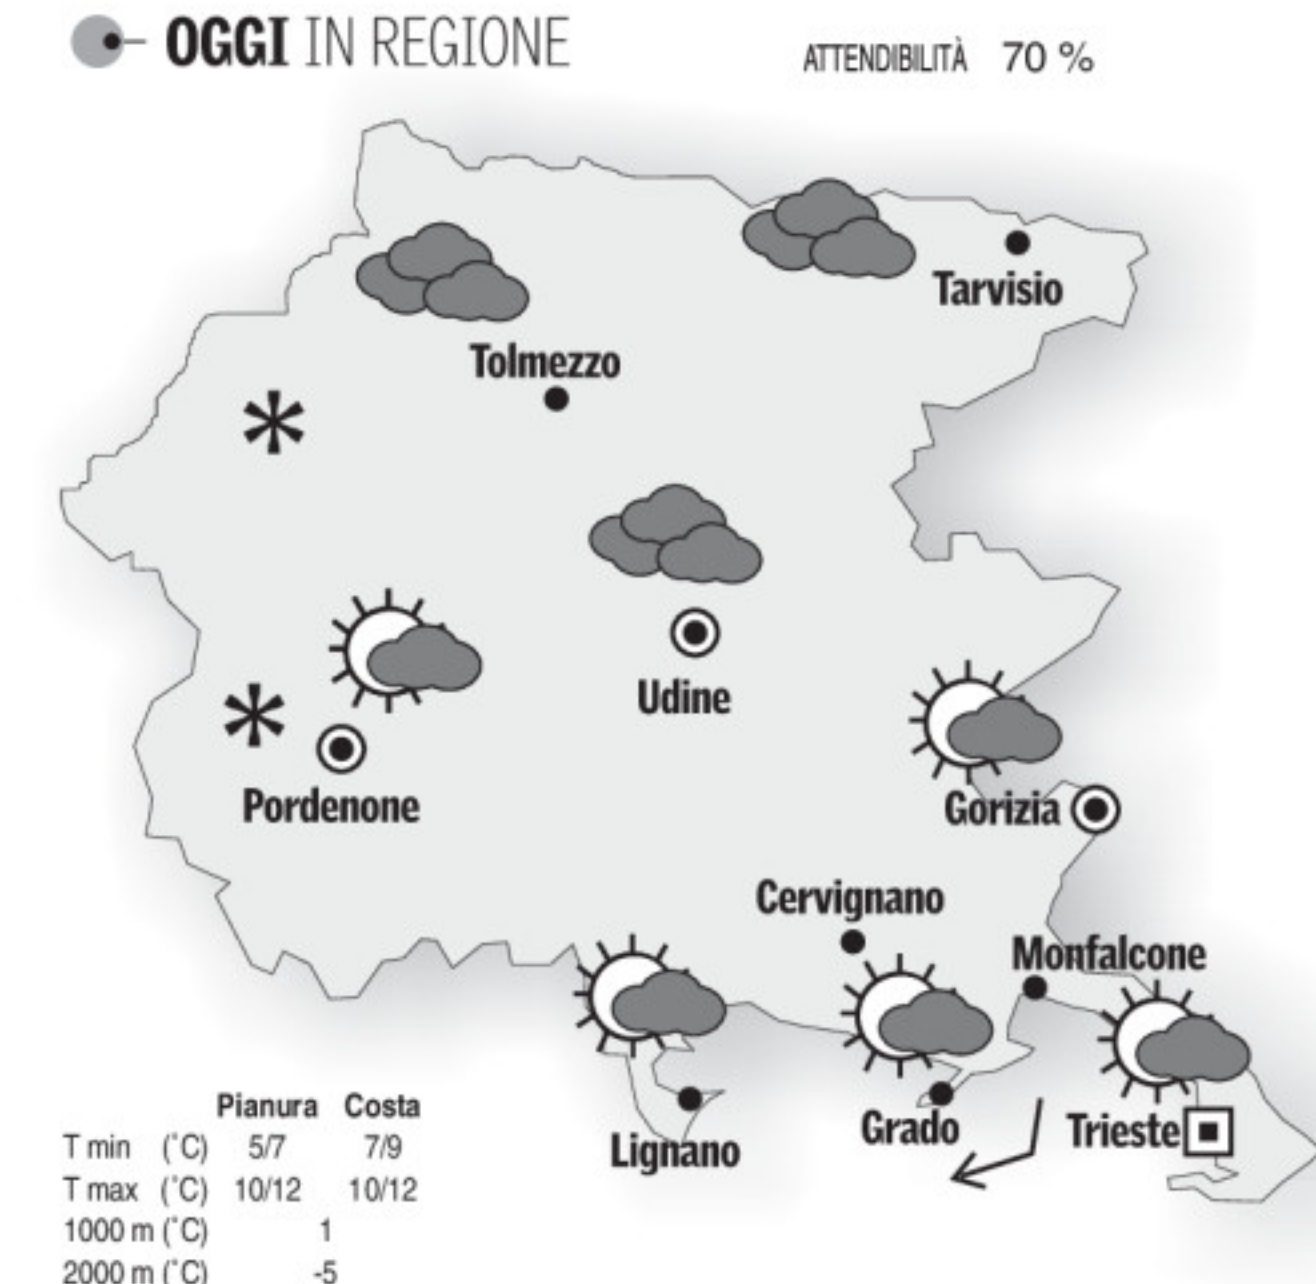 OGGI IN REGIONE
ATTENDIBILITÀ 70 %
Tarvisio
Tolmezzo
Udine
Pordenone
Gorizia
Cervignano
Monfalcone
Grado
Trieste
Lignano
Pianura Costa
T min (°C) 5/7 7/9
T max (°C) 10/12 10/12
1000 m (°C) 1
2000 m (°C) -5